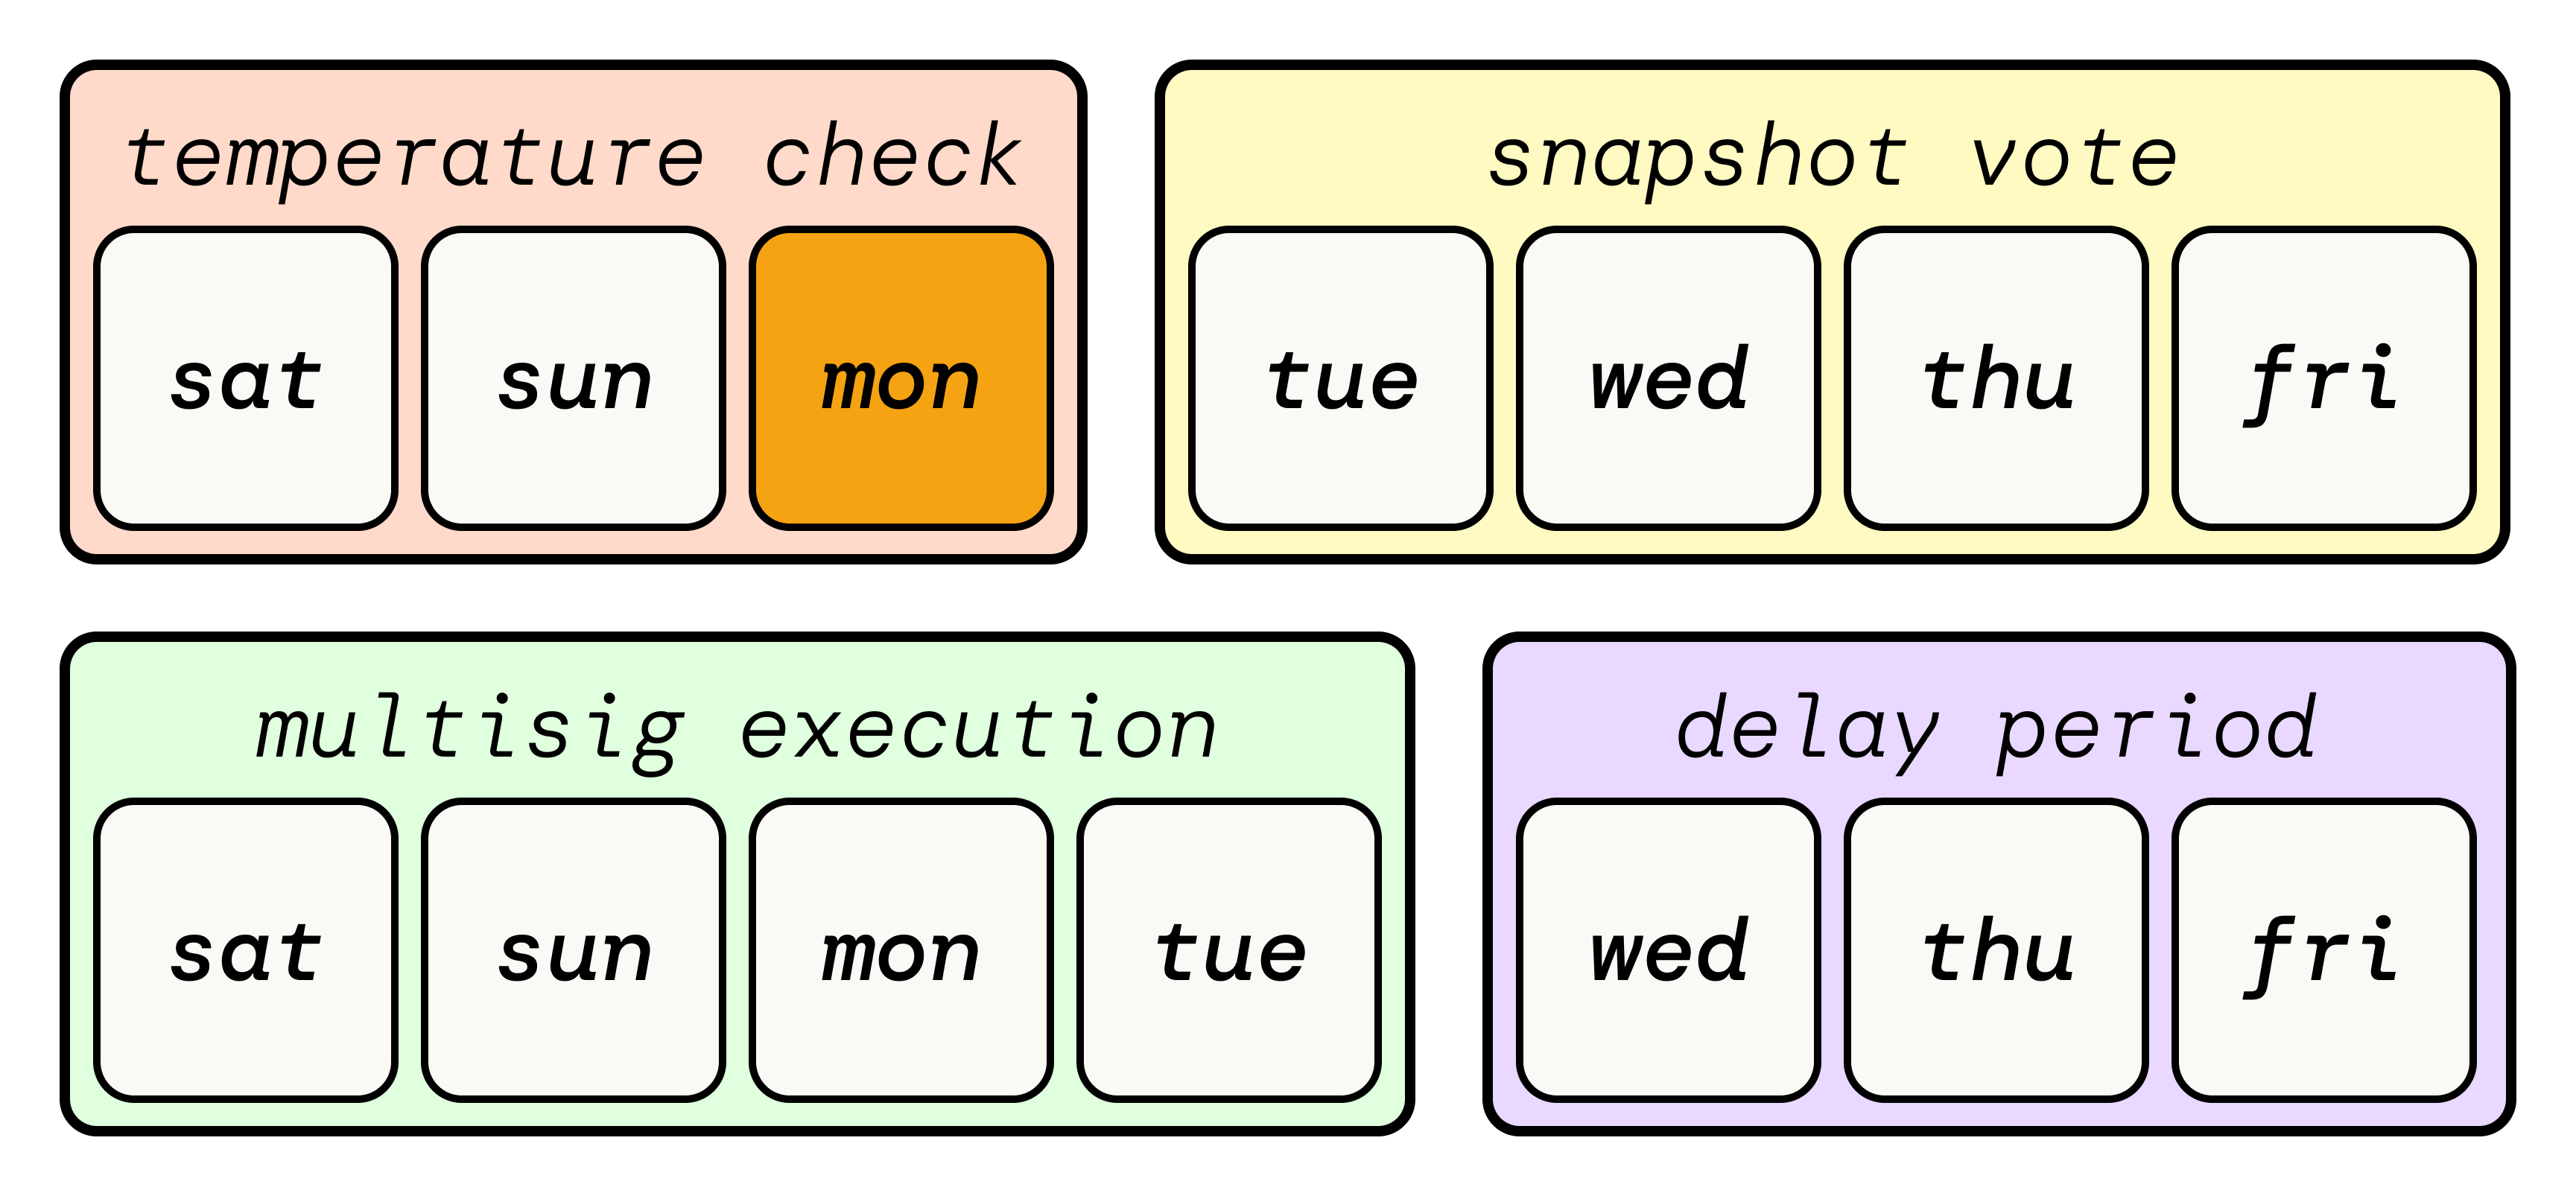 temperature check
sat sun mon
snapshot vote
tue wed thu fri
multisig execution
sat sun mon tue
delay period
wed thu fri